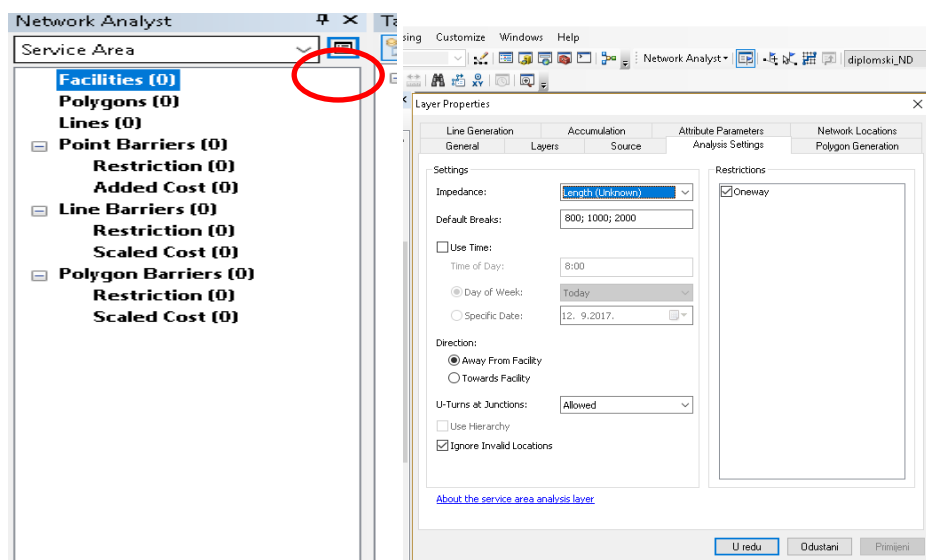 Network Analyst
Service Area
Facilities (0)
Polygons (0)
Lines (0)
Point Barriers (0)
Restriction (0)
Added Cost (0)
Line Barriers (0)
Restriction (0)
Scaled Cost (0)
Polygon Barriers (0)
Restriction (0)
Scaled Cost (0)
Customize Windows Help
Network Analyst diplomski_ND
Layer Properties
Line Generation Accumulation Attribute Parameters Network Locations
General Layers Source Analysis Settings Polygon Generation
Settings
Impedance: Length (Unknown)
Default Breaks: 800; 1000; 2000
Use Time:
Time of Day: 8:00
Day of Week: Today
Specific Date: 12. 9.2017.
Direction:
Away From Facility
Towards Facility
U-Turns at Junctions: Allowed
Use Hierarchy
Ignore Invalid Locations
Restrictions
Oneway
About the service area analysis layer
U redu Odustani Primijeni